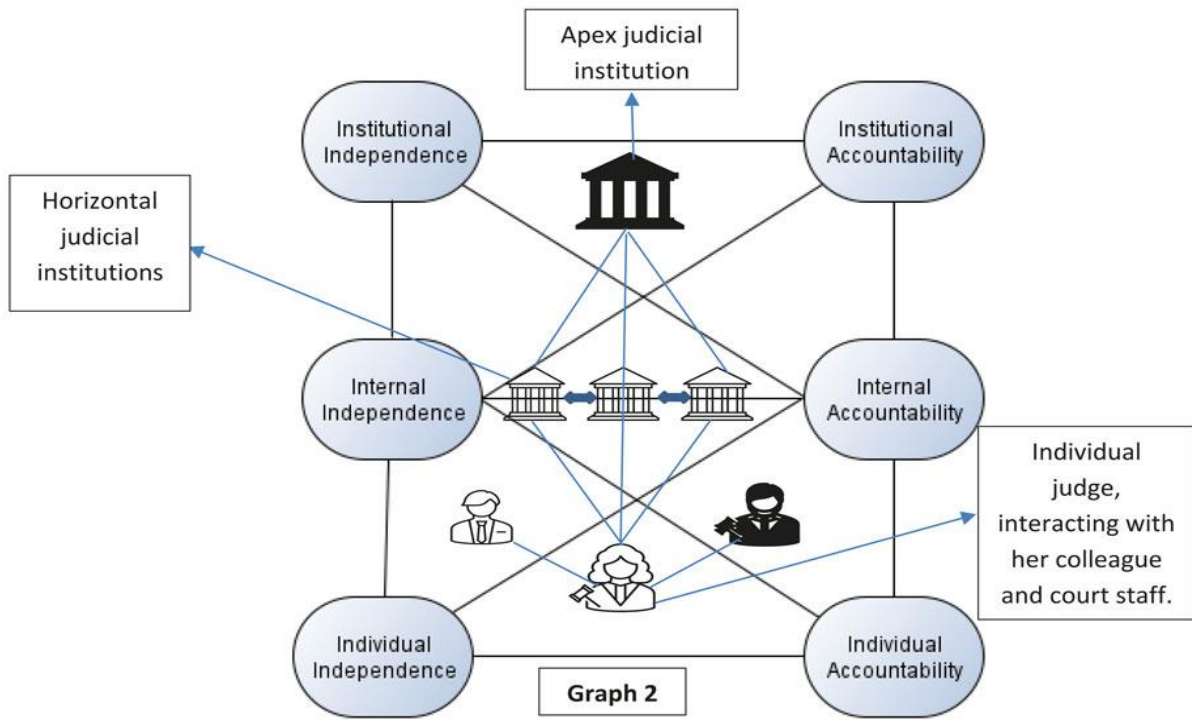 Apex judicial
institution
Institutional
Independence
Institutional
Accountability
Horizontal
judicial
institutions
Internal
Independence
Internal
Accountability
Individual
judge,
interacting with
her colleague
and court staff.
Individual
Independence
Individual
Accountability
Graph 2